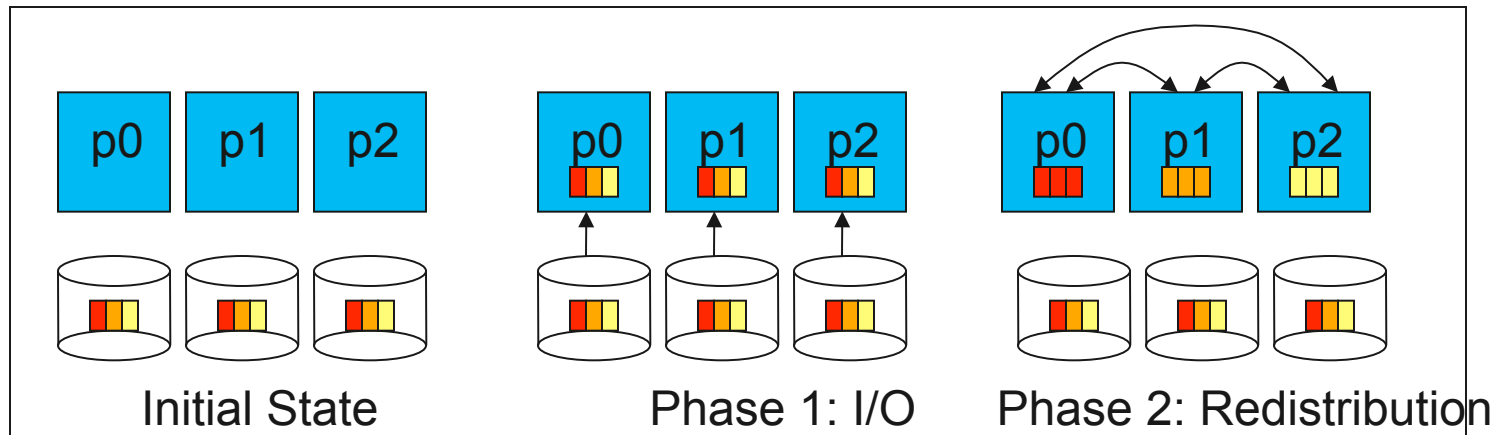 p0 p1 p2
p0 p1 p2
p0 p1 p2
Initial State
Phase 1: I/O
Phase 2: Redistribution